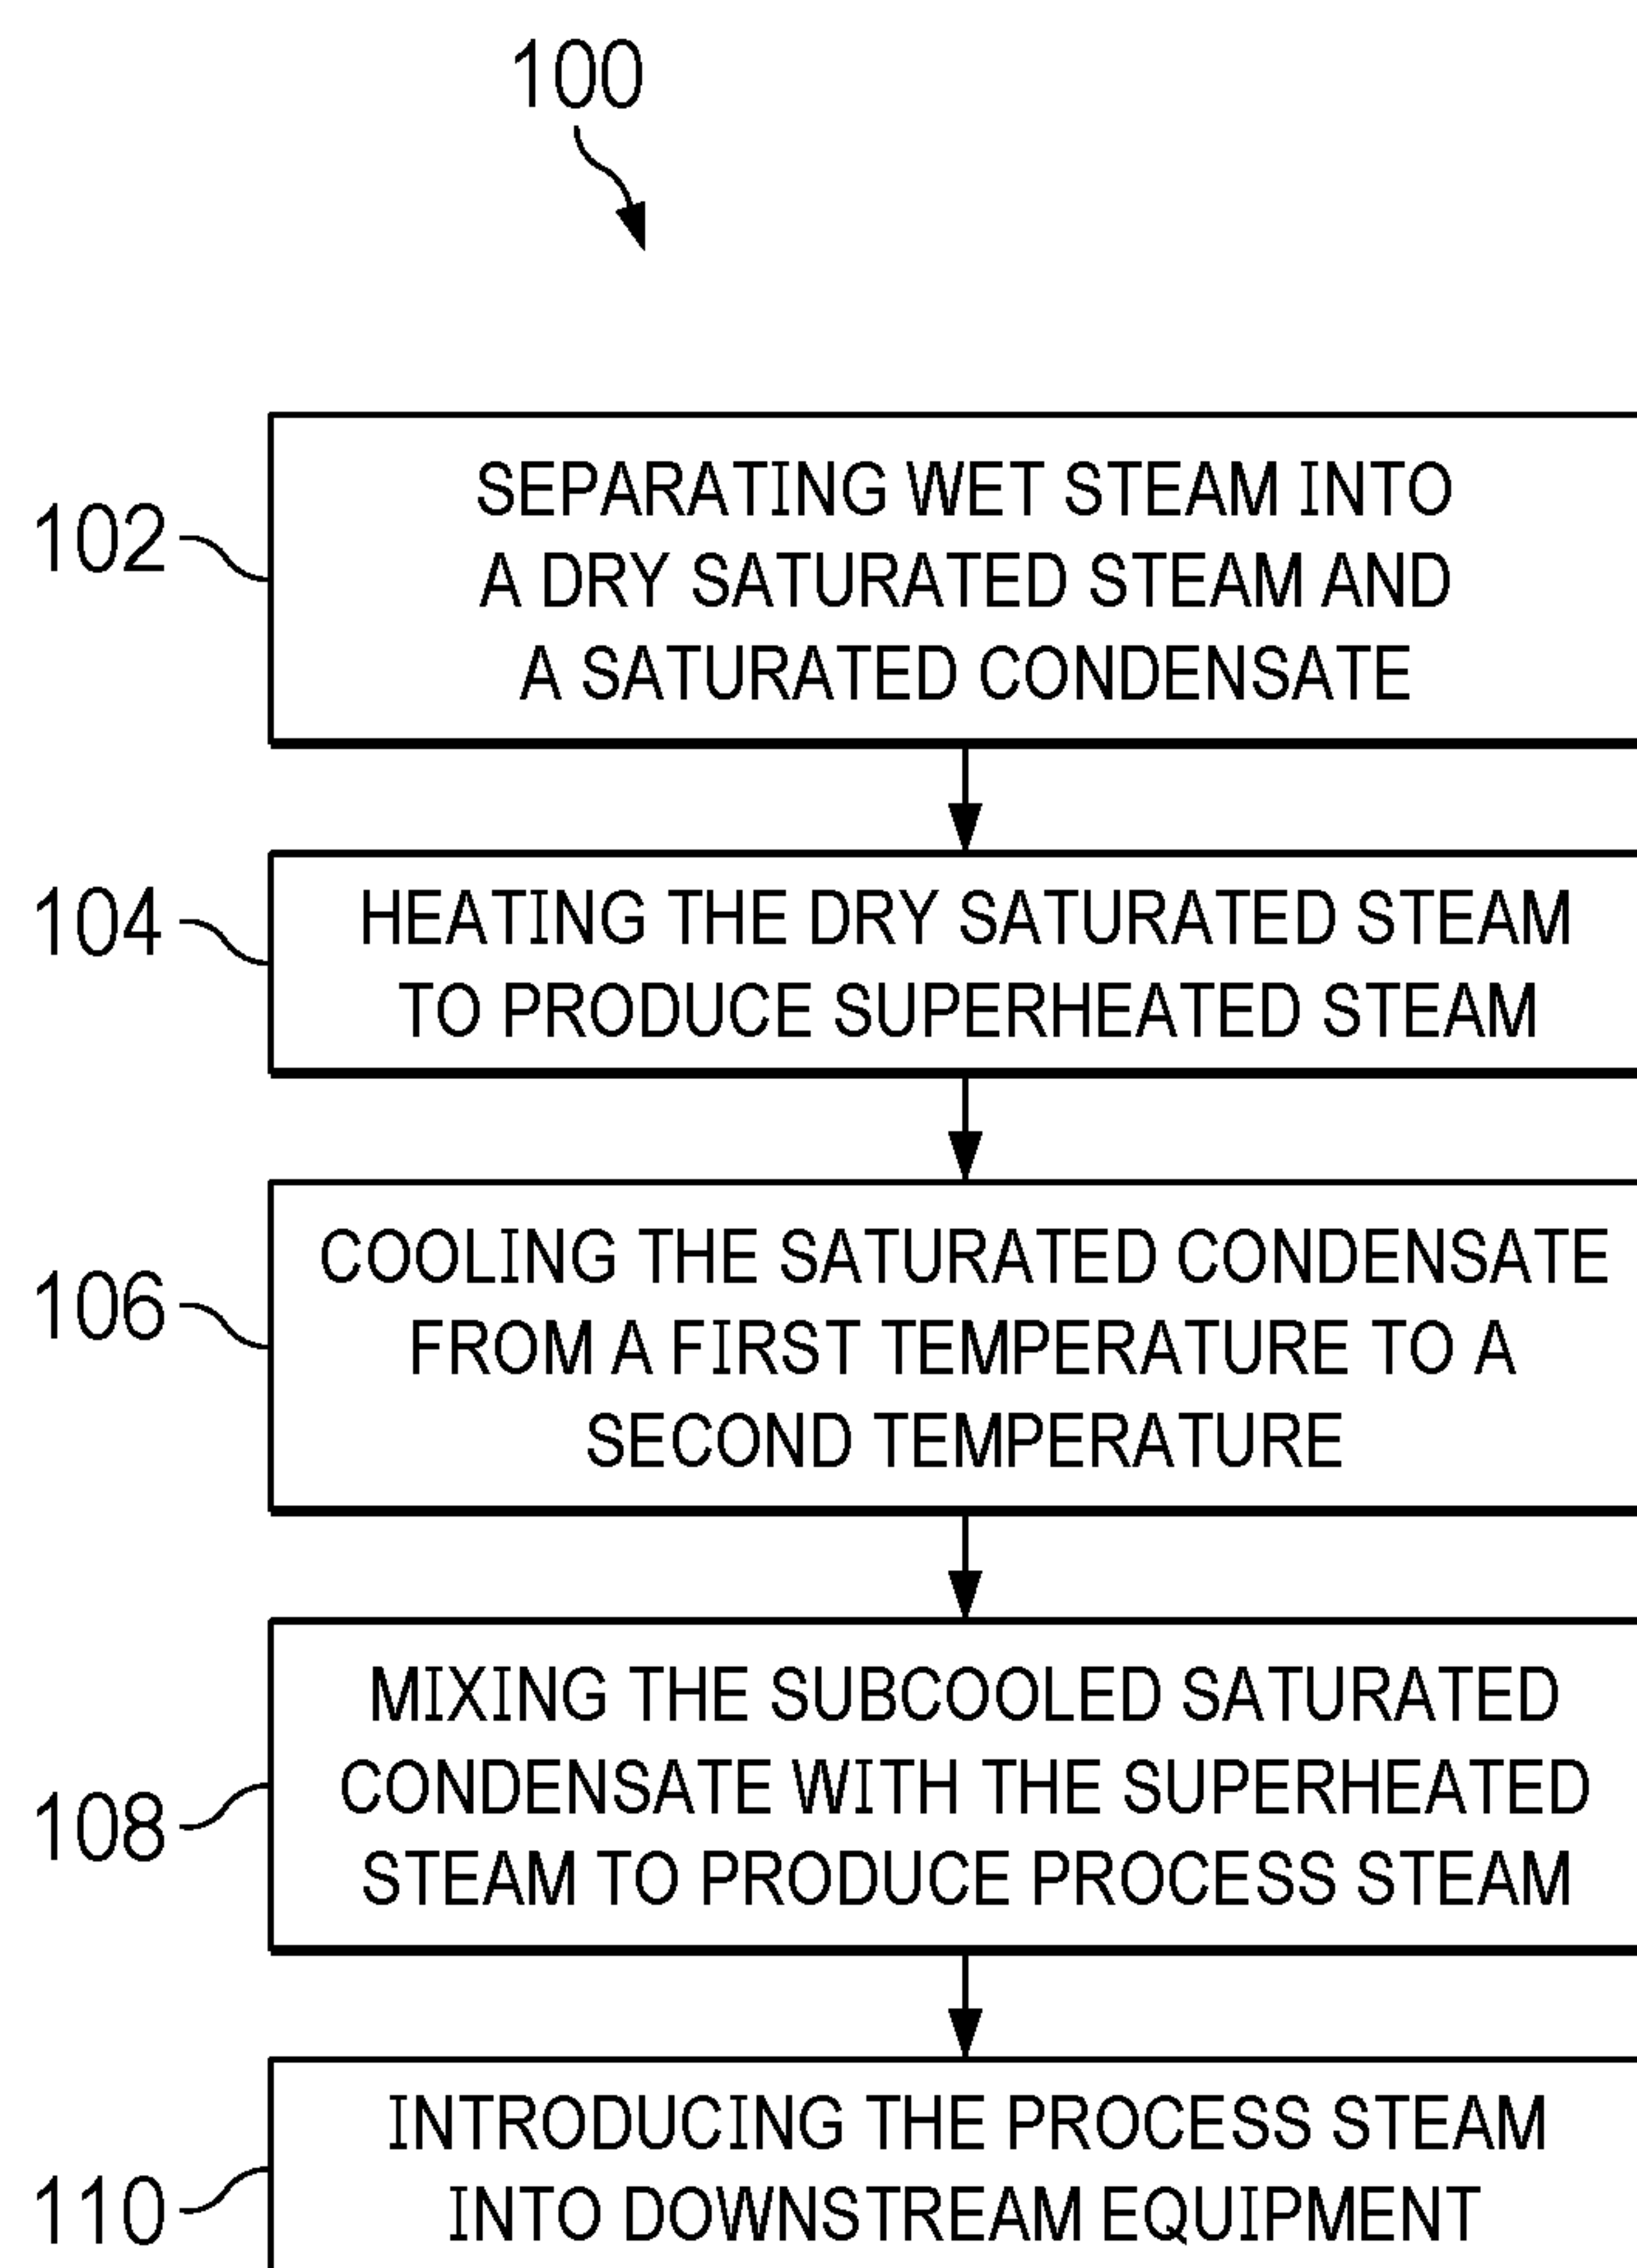 100
102
SEPARATING WET STEAM INTO
A DRY SATURATED STEAM AND
A SATURATED CONDENSATE
104
HEATING THE DRY SATURATED STEAM
TO PRODUCE SUPERHEATED STEAM
106
COOLING THE SATURATED CONDENSATE
FROM A FIRST TEMPERATURE TO A
SECOND TEMPERATURE
108
MIXING THE SUBCOOLED SATURATED
CONDENSATE WITH THE SUPERHEATED
STEAM TO PRODUCE PROCESS STEAM
110
INTRODUCING THE PROCESS STEAM
INTO DOWNSTREAM EQUIPMENT